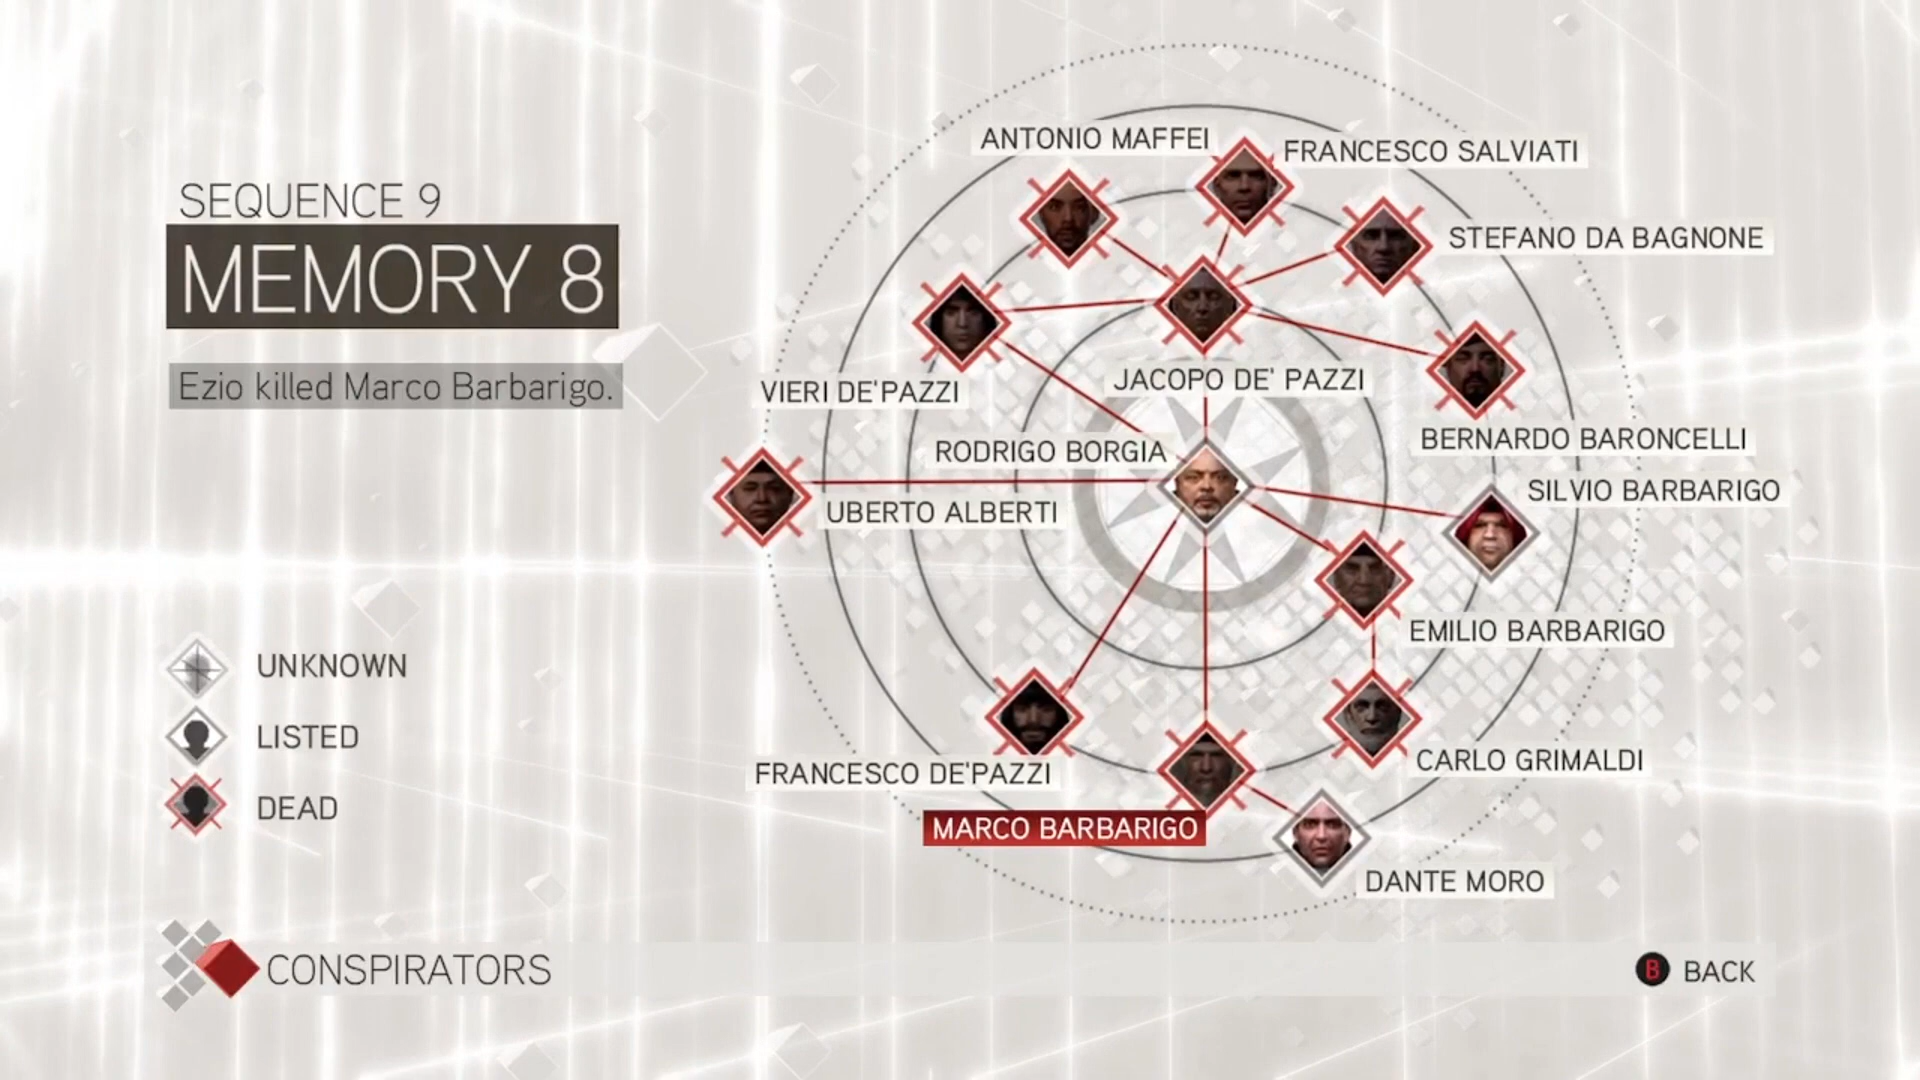 SEQUENCE 9
MEMORY 8
Ezio killed Marco Barbarigo.
ANTONIO MAFFEI
FRANCESCO SALVIATI
STEFANO DA BAGNONE
VIERI DE'PAZZI
JACOPO DE' PAZZI
BERNARDO BARONCELLI
RODRIGO BORGIA
SILVIO BARBARIGO
UBERTO ALBERTI
EMILIO BARBARIGO
CARLO GRIMALDI
FRANCESCO DE'PAZZI
MARCO BARBARIGO
DANTE MORO
UNKNOWN
LISTED
DEAD
CONSPIRATORS
B BACK